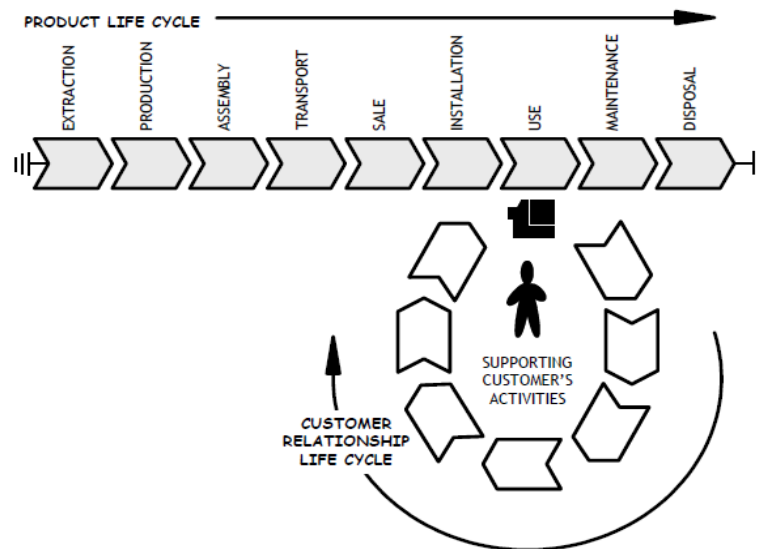 PRODUCT LIFE CYCLE
EXTRACTION
PRODUCTION
ASSEMBLY
TRANSPORT
SALE
INSTALLATION
USE
MAINTENANCE
DISPOSAL
SUPPORTING
CUSTOMER'S
ACTIVITIES
CUSTOMER
RELATIONSHIP
LIFE CYCLE